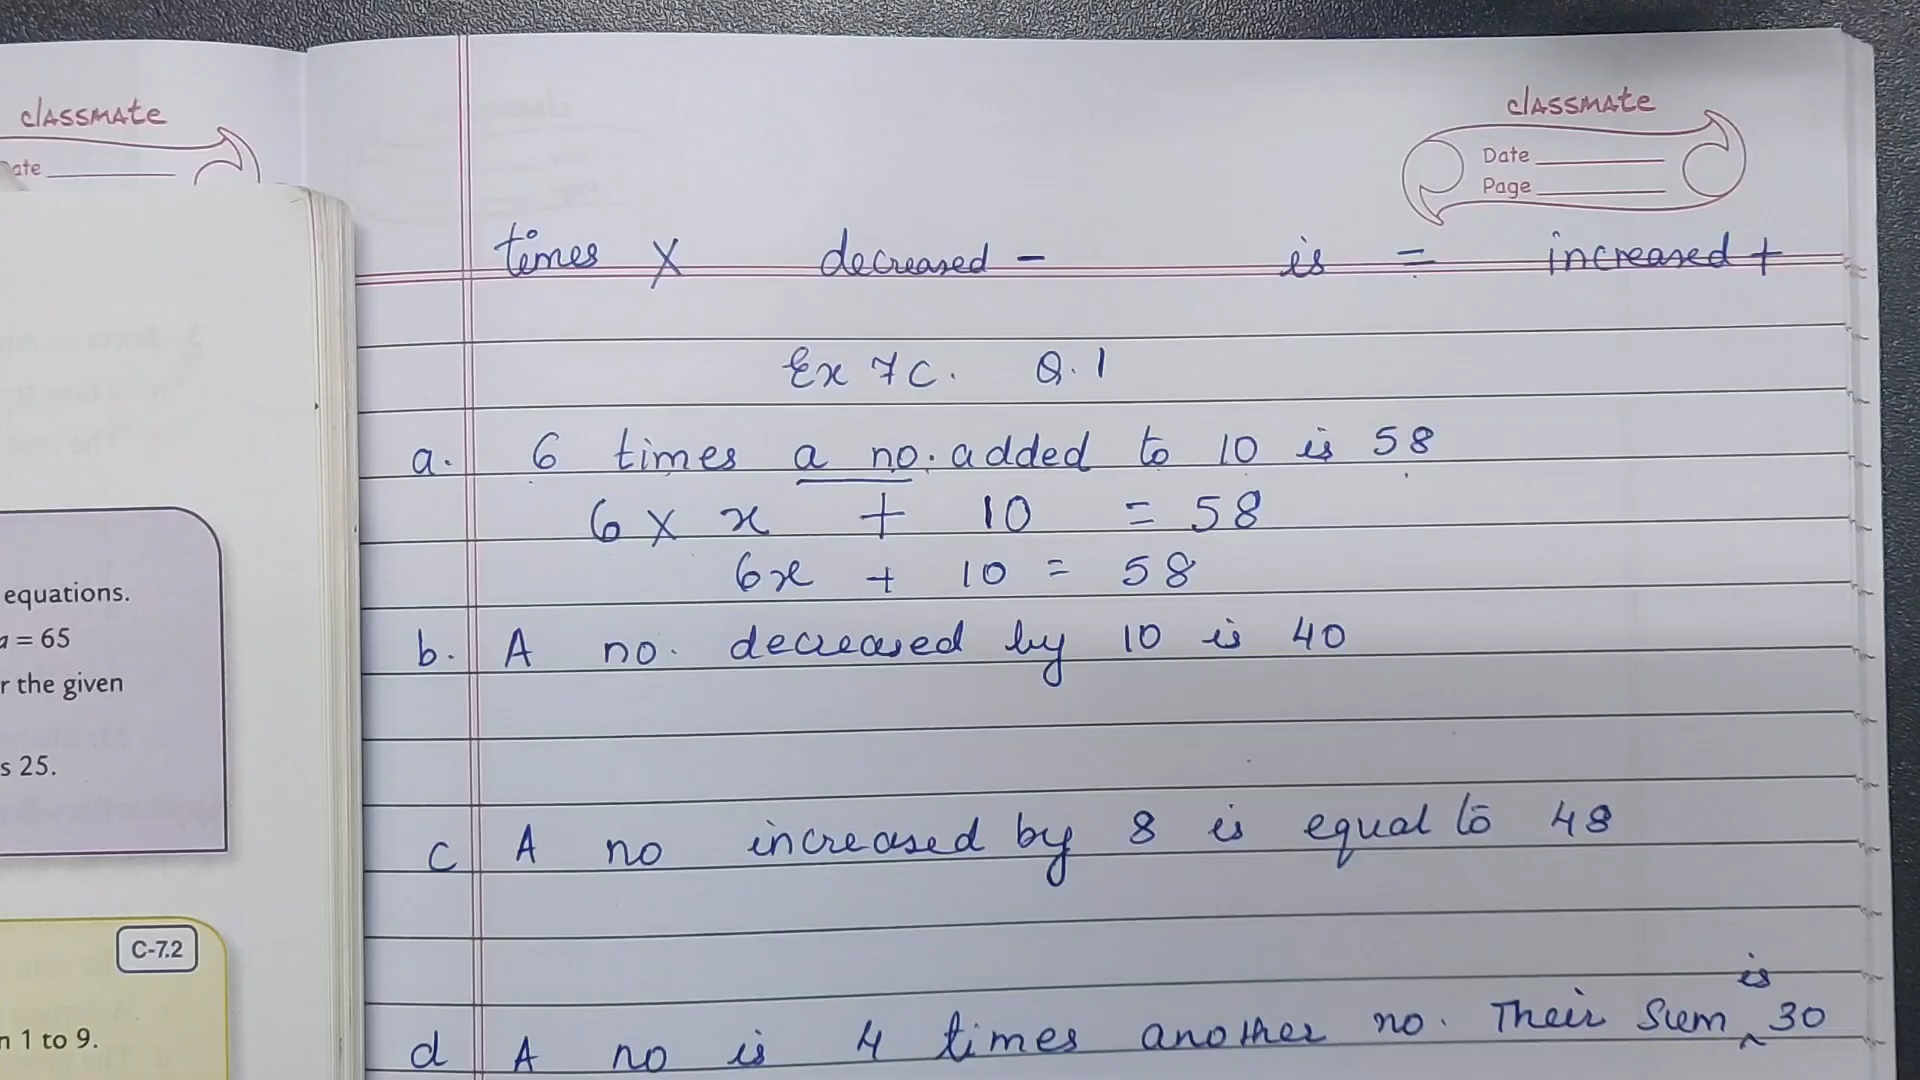 classmate
Date
classmate
Date
Page
times × decreased - is = increased +
Ex 7C. Q.1
a. 6 times a no. added to 10 is 58
6 × x + 10 = 58
6x + 10 = 58
b. A no. decreased by 10 is 40
c A no increased by 8 is equal to 48
d A no is 4 times another no. Their sum is 30
equations.
a = 65
r the given
s 25.
C-7.2
n 1 to 9.